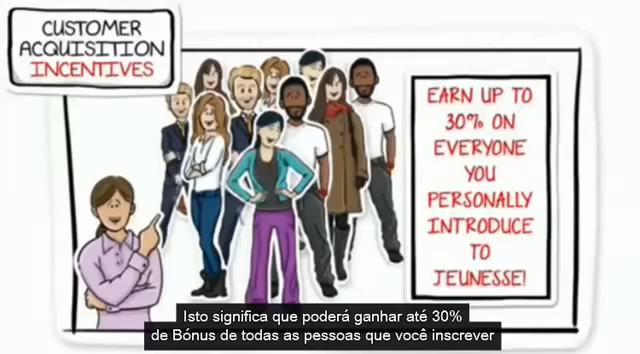 CUSTOMER
ACQUISITION
INCENTIVES
EARN UP TO
30% ON
EVERYONE
YOU
PERSONALLY
INTRODUCE
TO
JEUNESSE!
Isto significa que poderá ganhar até 30%
de Bónus de todas as pessoas que você inscrever